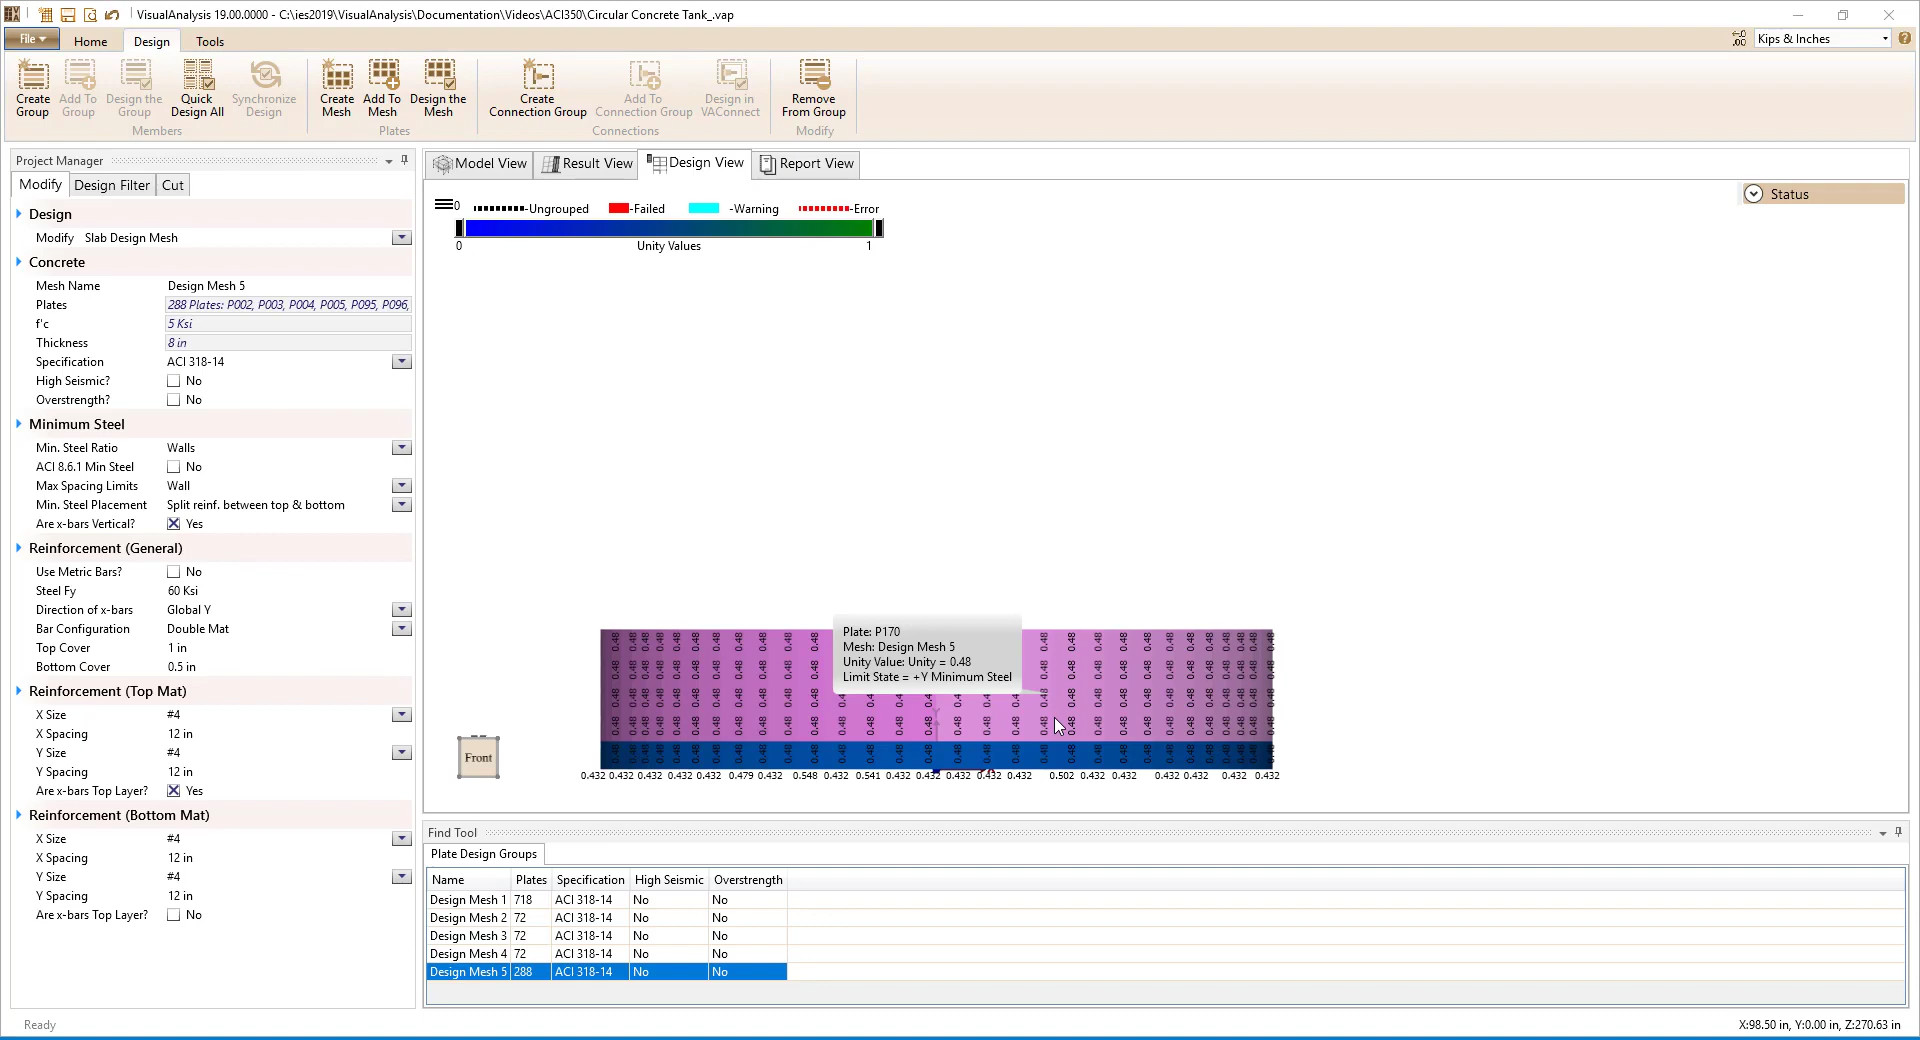 VisualAnalysis 19.00.0000 - C:\ies2019\VisualAnalysis\Documentation\Videos\ACI350\Circular Concrete Tank_.vap
File Home Design Tools
Kips & Inches
Create Group
Add To Group
Design the Group
Quick Design All
Synchronize Design
Create Mesh
Add To Mesh
Design the Mesh
Create Connection Group
Add To Connection Group
Design in VAConnect
Remove From Group
Members Plates Connections Modify
Project Manager
Modify Design Filter Cut
Design
Modify Slab Design Mesh
Concrete
Mesh Name Design Mesh 5
Plates 288 Plates: P002, P003, P004, P005, P095, P096,
f'c 5 Ksi
Thickness 8 in
Specification ACI 318-14
High Seismic? No
Overstrength? No
Minimum Steel
Min. Steel Ratio Walls
ACI 8.6.1 Min Steel No
Max Spacing Limits Wall
Min. Steel Placement Split reinf. between top & bottom
Are x-bars Vertical? Yes
Reinforcement (General)
Use Metric Bars? No
Steel Fy 60 Ksi
Direction of x-bars Global Y
Bar Configuration Double Mat
Top Cover 1 in
Bottom Cover 0.5 in
Reinforcement (Top Mat)
X Size #4
X Spacing 12 in
Y Size #4
Y Spacing 12 in
Are x-bars Top Layer? Yes
Reinforcement (Bottom Mat)
X Size #4
X Spacing 12 in
Y Size #4
Y Spacing 12 in
Are x-bars Top Layer? No
Model View Result View Design View Report View
Status
0 -Ungrouped -Failed -Warning -Error
0 Unity Values 1
Plate: P170
Mesh: Design Mesh 5
Unity Value: Unity = 0.48
Limit State = +Y Minimum Steel
Front
0.432 0.432 0.432 0.432 0.432 0.479 0.432 0.548 0.432 0.541 0.432 0.432 0.432 0.432 0.432 0.502 0.432 0.432 0.432 0.432 0.432 0.432
Find Tool
Plate Design Groups
Name Plates Specification High Seismic Overstrength
Design Mesh 1 718 ACI 318-14 No No
Design Mesh 2 72 ACI 318-14 No No
Design Mesh 3 72 ACI 318-14 No No
Design Mesh 4 72 ACI 318-14 No No
Design Mesh 5 288 ACI 318-14 No No
Ready
X:98.50 in, Y:0.00 in, Z:270.63 in